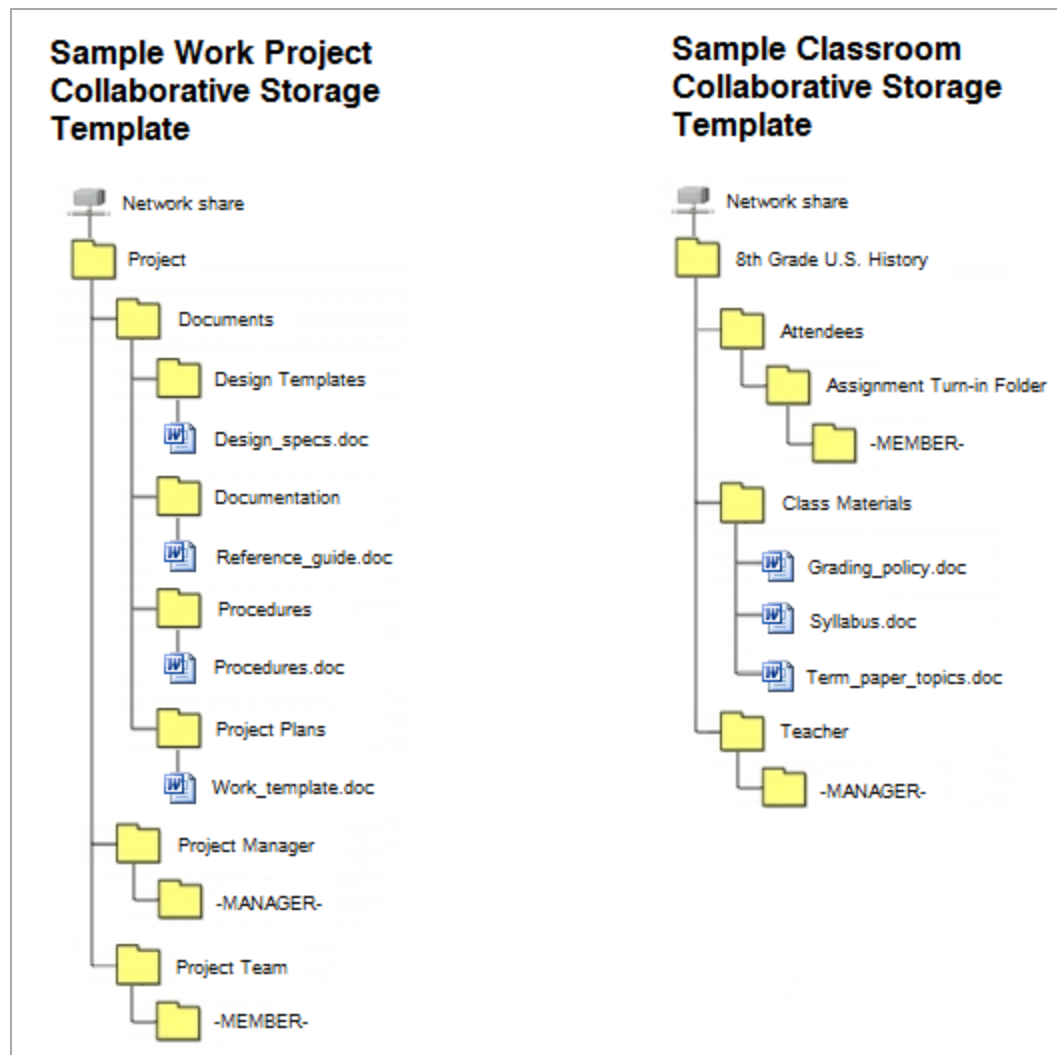 Sample Work Project
Collaborative Storage
Template
Network share
Project
Documents
Design Templates
Design_specs.doc
Documentation
Reference_guide.doc
Procedures
Procedures.doc
Project Plans
Work_template.doc
Project Manager
-MANAGER-
Project Team
-MEMBER-
Sample Classroom
Collaborative Storage
Template
Network share
8th Grade U.S. History
Attendees
Assignment Turn-in Folder
-MEMBER-
Class Materials
Grading_policy.doc
Syllabus.doc
Term_paper_topics.doc
Teacher
-MANAGER-